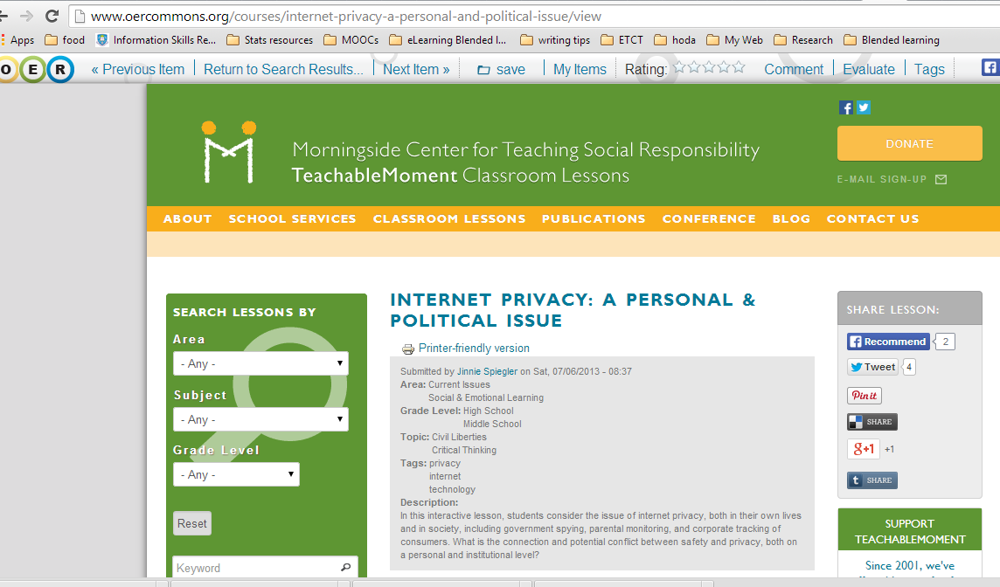 www.oercommons.org/courses/internet-privacy-a-personal-and-political-issue/view
Apps food Information Skills Re... Stats resources MOOCs eLearning Blended l... writing tips ETCT hoda My Web Research Blended learning
O E R « Previous Item Return to Search Results... Next Item » save My Items Rating: Comment Evaluate Tags
Morningside Center for Teaching Social Responsibility
TeachableMoment Classroom Lessons
DONATE
E-MAIL SIGN-UP
ABOUT SCHOOL SERVICES CLASSROOM LESSONS PUBLICATIONS CONFERENCE BLOG CONTACT US
SEARCH LESSONS BY
Area
- Any -
Subject
- Any -
Grade Level
- Any -
Reset
Keyword
INTERNET PRIVACY: A PERSONAL &
POLITICAL ISSUE
Printer-friendly version
Submitted by Jinnie Spiegler on Sat, 07/06/2013 - 08:37
Area: Current Issues
Social & Emotional Learning
Grade Level: High School
Middle School
Topic: Civil Liberties
Critical Thinking
Tags: privacy
internet
technology
Description:
In this interactive lesson, students consider the issue of internet privacy, both in their own lives
and in society, including government spying, parental monitoring, and corporate tracking of
consumers. What is the connection and potential conflict between safety and privacy, both on
a personal and institutional level?
SHARE LESSON:
Recommend 2
Tweet 4
Pin it
SHARE
g+1 +1
t SHARE
SUPPORT
TEACHABLEMOMENT
Since 2001, we've